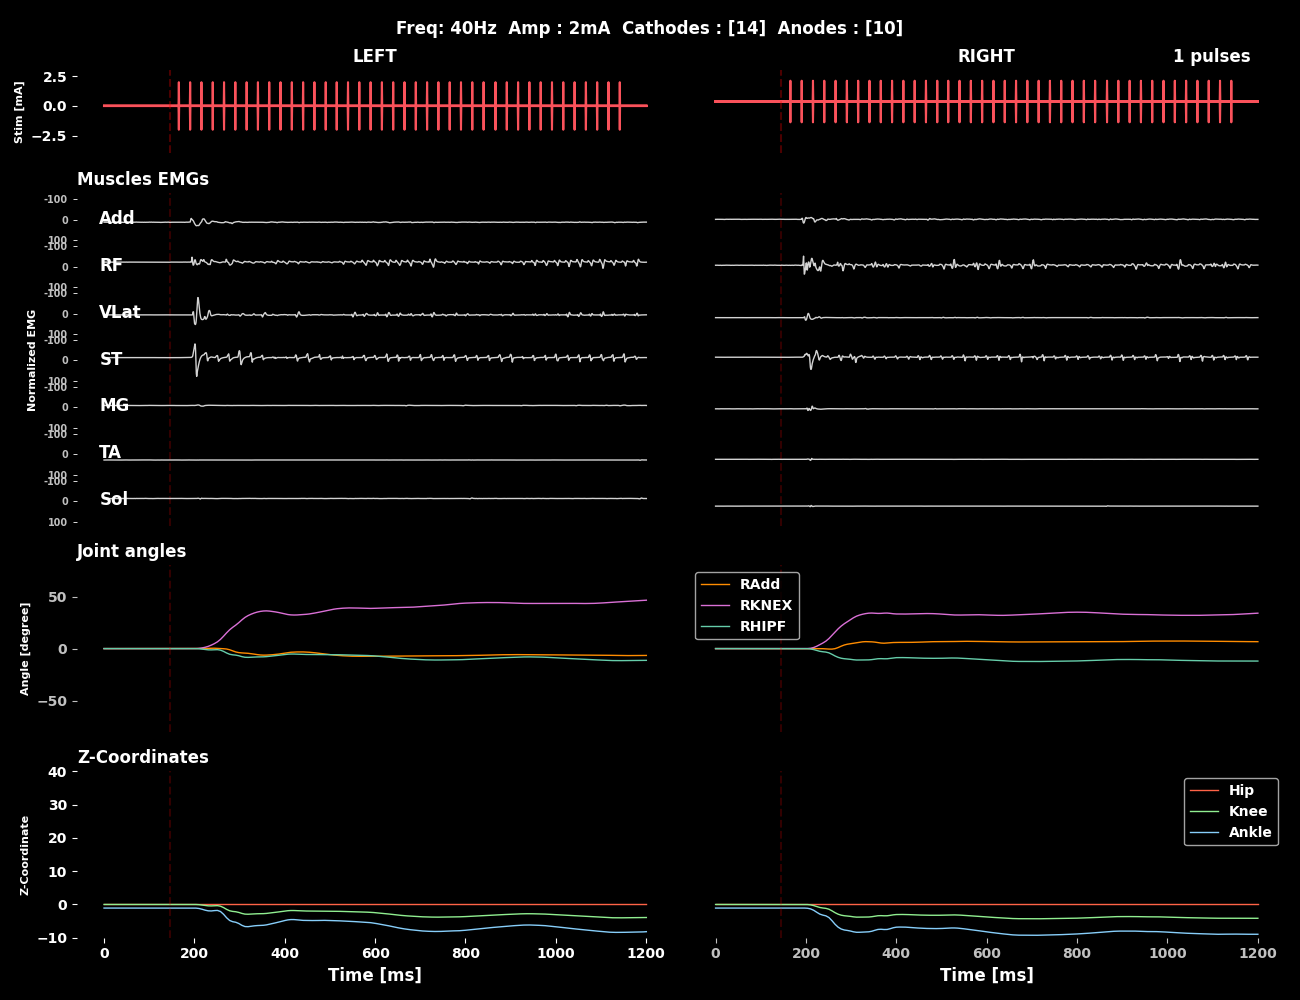 Freq: 40Hz Amp : 2mA Cathodes : [14] Anodes : [10]
LEFT
RIGHT
1 pulses
Stim [mA]
2.5
0.0
−2.5
Muscles EMGs
Normalized EMG
-100
0
100
Add
-100
0
100
RF
-100
0
100
VLat
-100
0
100
ST
-100
0
100
MG
-100
0
100
TA
-100
0
100
Sol
Joint angles
Angle [degree]
50
0
−50
RAdd
RKNEX
RHIPF
Z-Coordinates
Z-Coordinate
40
30
20
10
0
−10
Hip
Knee
Ankle
0 200 400 600 800 1000 1200
0 200 400 600 800 1000 1200
Time [ms]
Time [ms]